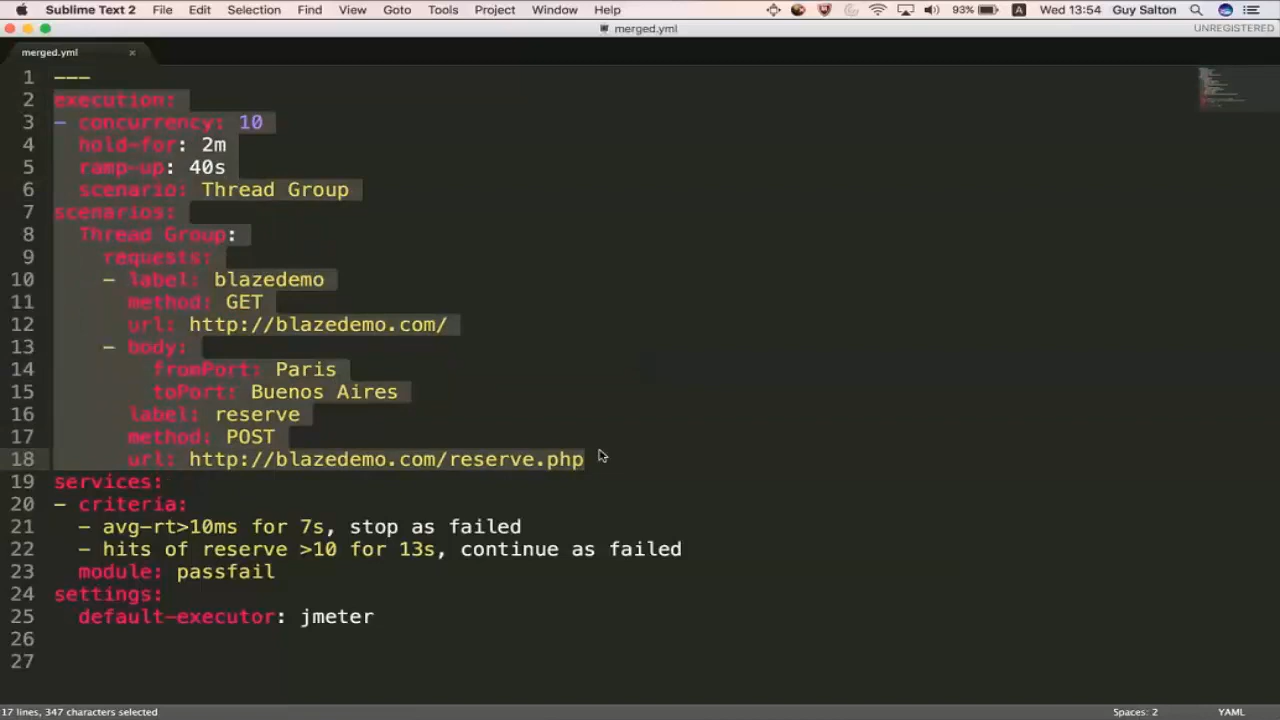 Sublime Text 2 File Edit Selection Find View Goto Tools Project Window Help 93% A Wed 13:54 Guy Salton
merged.yml UNREGISTERED
merged.yml ×
1 ---
2 execution:
3 - concurrency: 10
4 hold-for: 2m
5 ramp-up: 40s
6 scenario: Thread Group
7 scenarios:
8 Thread Group:
9 requests:
10 - label: blazedemo
11 method: GET
12 url: http://blazedemo.com/
13 - body:
14 fromPort: Paris
15 toPort: Buenos Aires
16 label: reserve
17 method: POST
18 url: http://blazedemo.com/reserve.php
19 services:
20 - criteria:
21 - avg-rt>10ms for 7s, stop as failed
22 - hits of reserve >10 for 13s, continue as failed
23 module: passfail
24 settings:
25 default-executor: jmeter
26
27
17 lines, 347 characters selected Spaces: 2 YAML